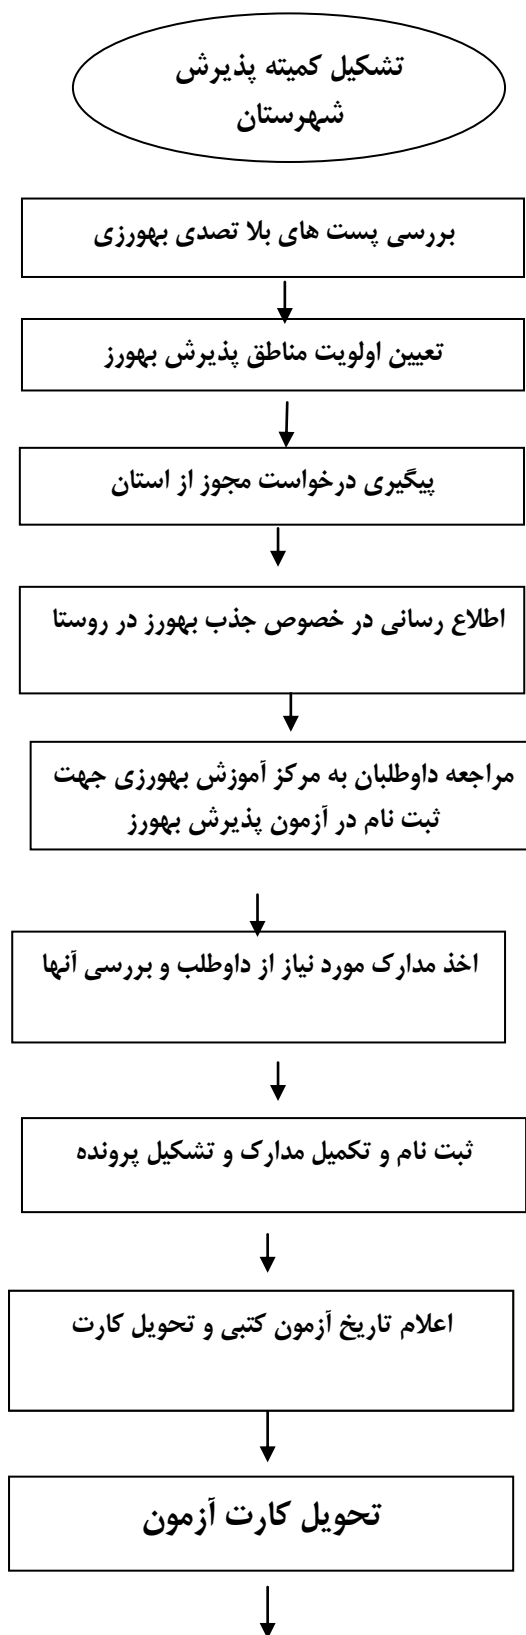 تشکیل کمیته پذیرش
شهرستان
بررسی پست های بلا تصدی بهورزی
تعیین اولویت مناطق پذیرش بهورز
پیگیری درخواست مجوز از استان
اطلاع رسانی در خصوص جذب بهورز در روستا
مراجعه داوطلبان به مرکز آموزش بهورزی جهت
ثبت نام در آزمون پذیرش بهورز
اخذ مدارک مورد نیاز از داوطلب و بررسی آنها
ثبت نام و تکمیل مدارک و تشکیل پرونده
اعلام تاریخ آزمون کتبی و تحویل کارت
تحویل کارت آزمون